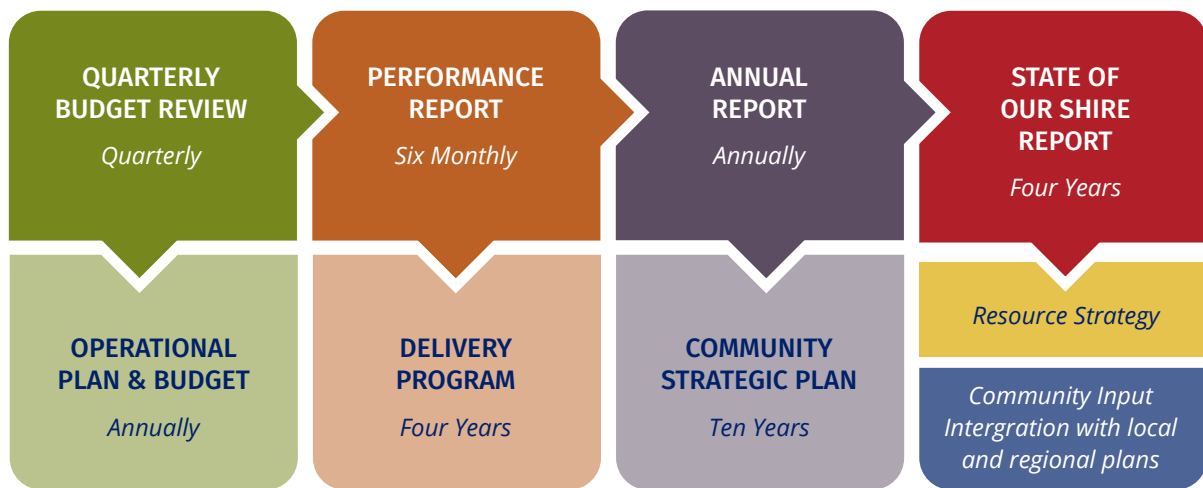 QUARTERLY
BUDGET REVIEW
Quarterly
PERFORMANCE
REPORT
Six Monthly
ANNUAL
REPORT
Annually
STATE OF
OUR SHIRE
REPORT
Four Years
OPERATIONAL
PLAN & BUDGET
Annually
DELIVERY
PROGRAM
Four Years
COMMUNITY
STRATEGIC PLAN
Ten Years
Resource Strategy
Community Input
Intergration with local
and regional plans